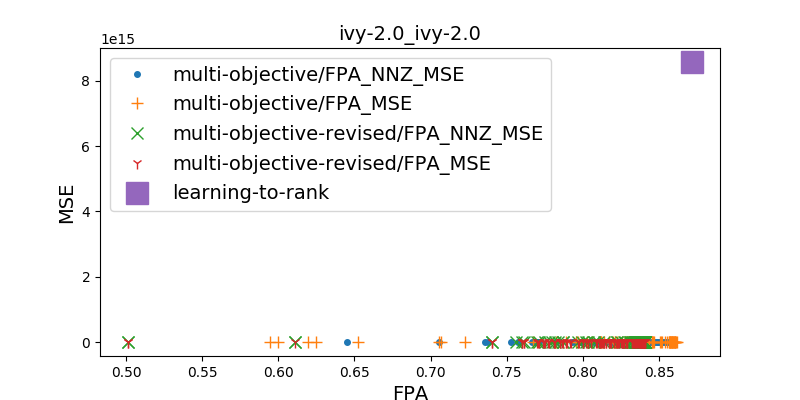 ivy-2.0_ivy-2.0
1e15
multi-objective/FPA_NNZ_MSE
multi-objective/FPA_MSE
multi-objective-revised/FPA_NNZ_MSE
multi-objective-revised/FPA_MSE
learning-to-rank
MSE
8
6
4
2
0
0.50 0.55 0.60 0.65 0.70 0.75 0.80 0.85
FPA